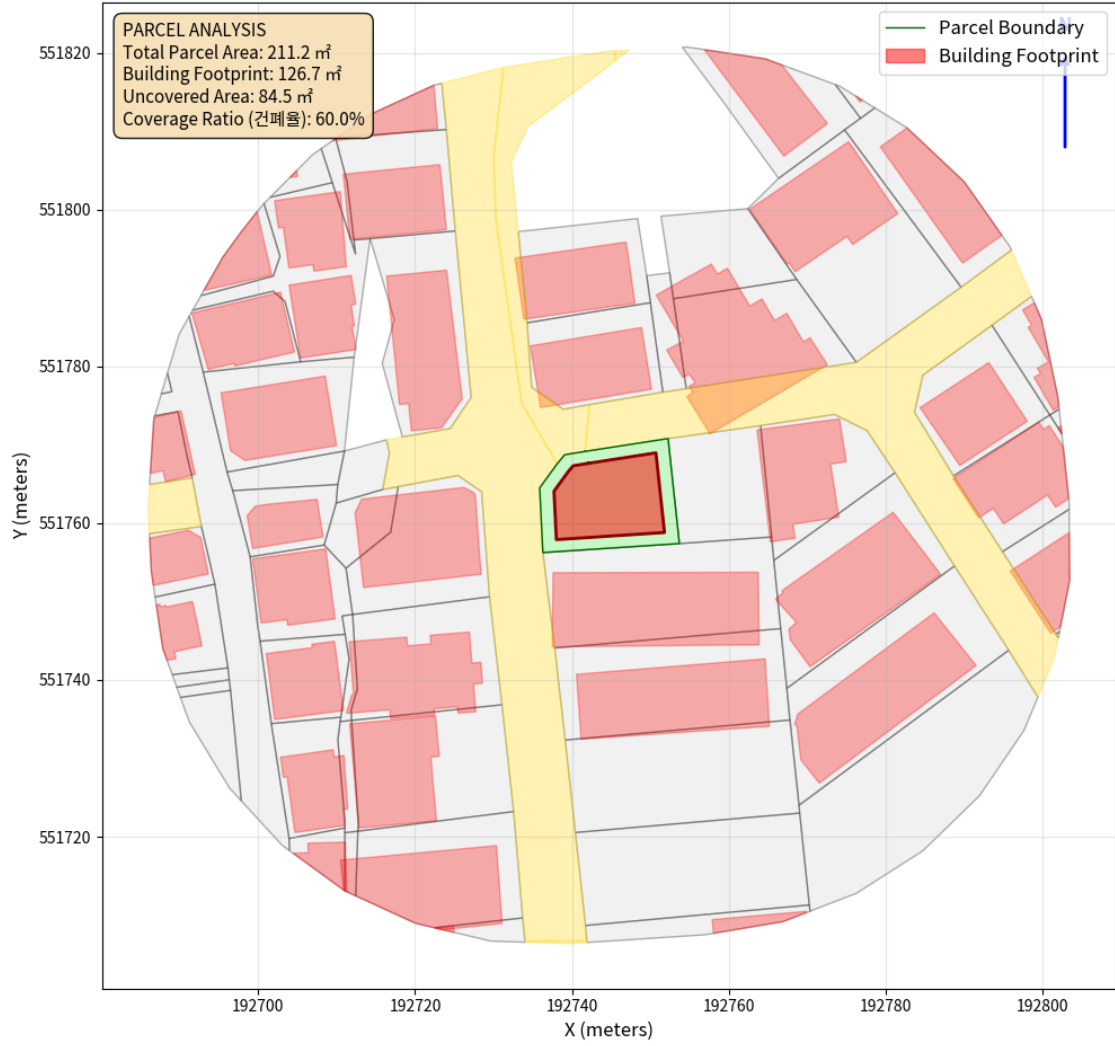 PARCEL ANALYSIS
Total Parcel Area: 211.2 ㎡
Building Footprint: 126.7 ㎡
Uncovered Area: 84.5 ㎡
Coverage Ratio (건폐율): 60.0%
Parcel Boundary
Building Footprint
N
551820
551800
551780
551760
551740
551720
Y (meters)
192700
192720
192740
192760
192780
192800
X (meters)